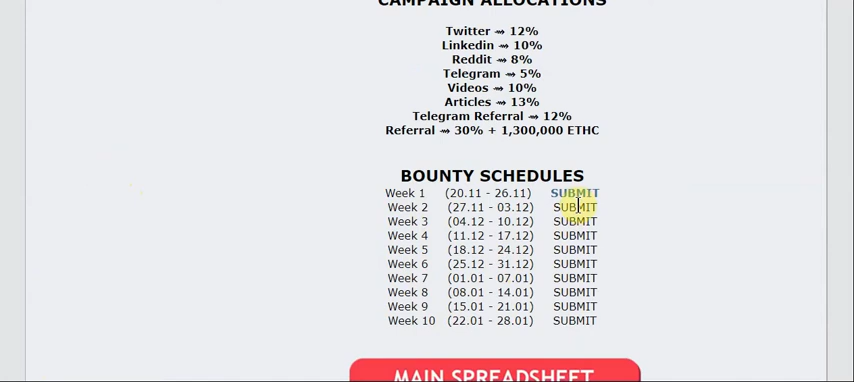 CAMPAIGN ALLOCATIONS
Twitter ⇝ 12%
Linkedin ⇝ 10%
Reddit ⇝ 8%
Telegram ⇝ 5%
Videos ⇝ 10%
Articles ⇝ 13%
Telegram Referral ⇝ 12%
Referral ⇝ 30% + 1,300,000 ETHC
BOUNTY SCHEDULES
Week 1 (20.11 - 26.11) SUBMIT
Week 2 (27.11 - 03.12) SUBMIT
Week 3 (04.12 - 10.12) SUBMIT
Week 4 (11.12 - 17.12) SUBMIT
Week 5 (18.12 - 24.12) SUBMIT
Week 6 (25.12 - 31.12) SUBMIT
Week 7 (01.01 - 07.01) SUBMIT
Week 8 (08.01 - 14.01) SUBMIT
Week 9 (15.01 - 21.01) SUBMIT
Week 10 (22.01 - 28.01) SUBMIT
MAIN SPREADSHEET